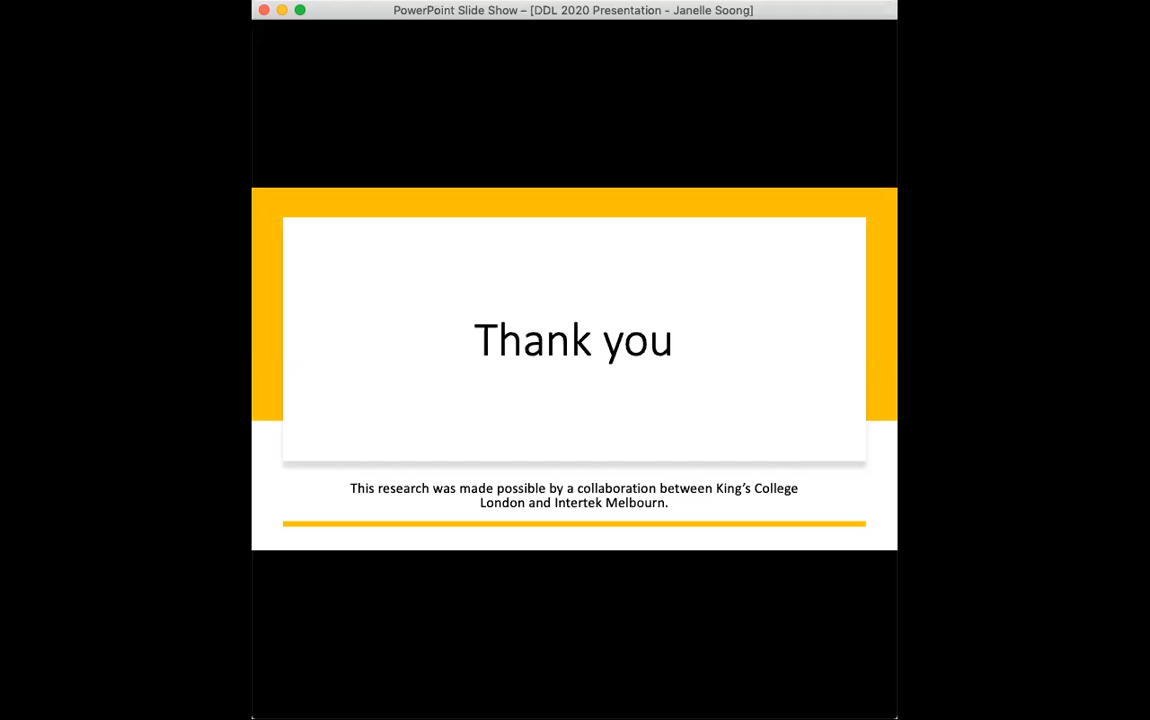 PowerPoint Slide Show – [DDL 2020 Presentation - Janelle Soong]
Thank you
This research was made possible by a collaboration between King’s College
London and Intertek Melbourn.